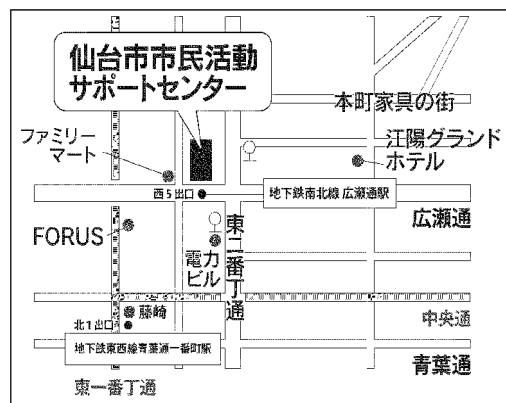 仙台市市民活動
サポートセンター
本町家具の街
ファミリー
マート
江陽グランド
ホテル
西5出口
地下鉄南北線 広瀬通駅
広瀬通
FORUS
電力
ビル
東二番丁通
藤崎
北1出口
中央通
地下鉄東西線青葉通一番町駅
青葉通
東一番丁通